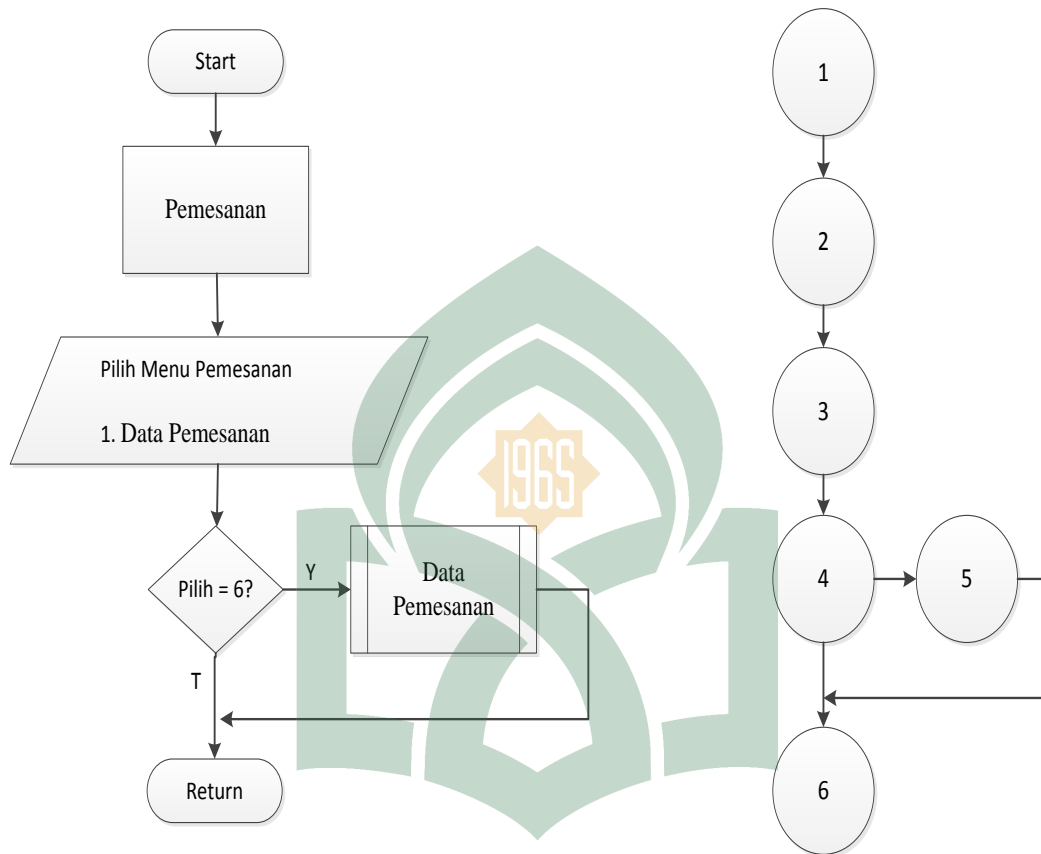 Start
Pemesanan
Pilih Menu Pemesanan
1. Data Pemesanan
Pilih = 6?
Y
Data
Pemesanan
T
Return
1965
1
2
3
4
5
6